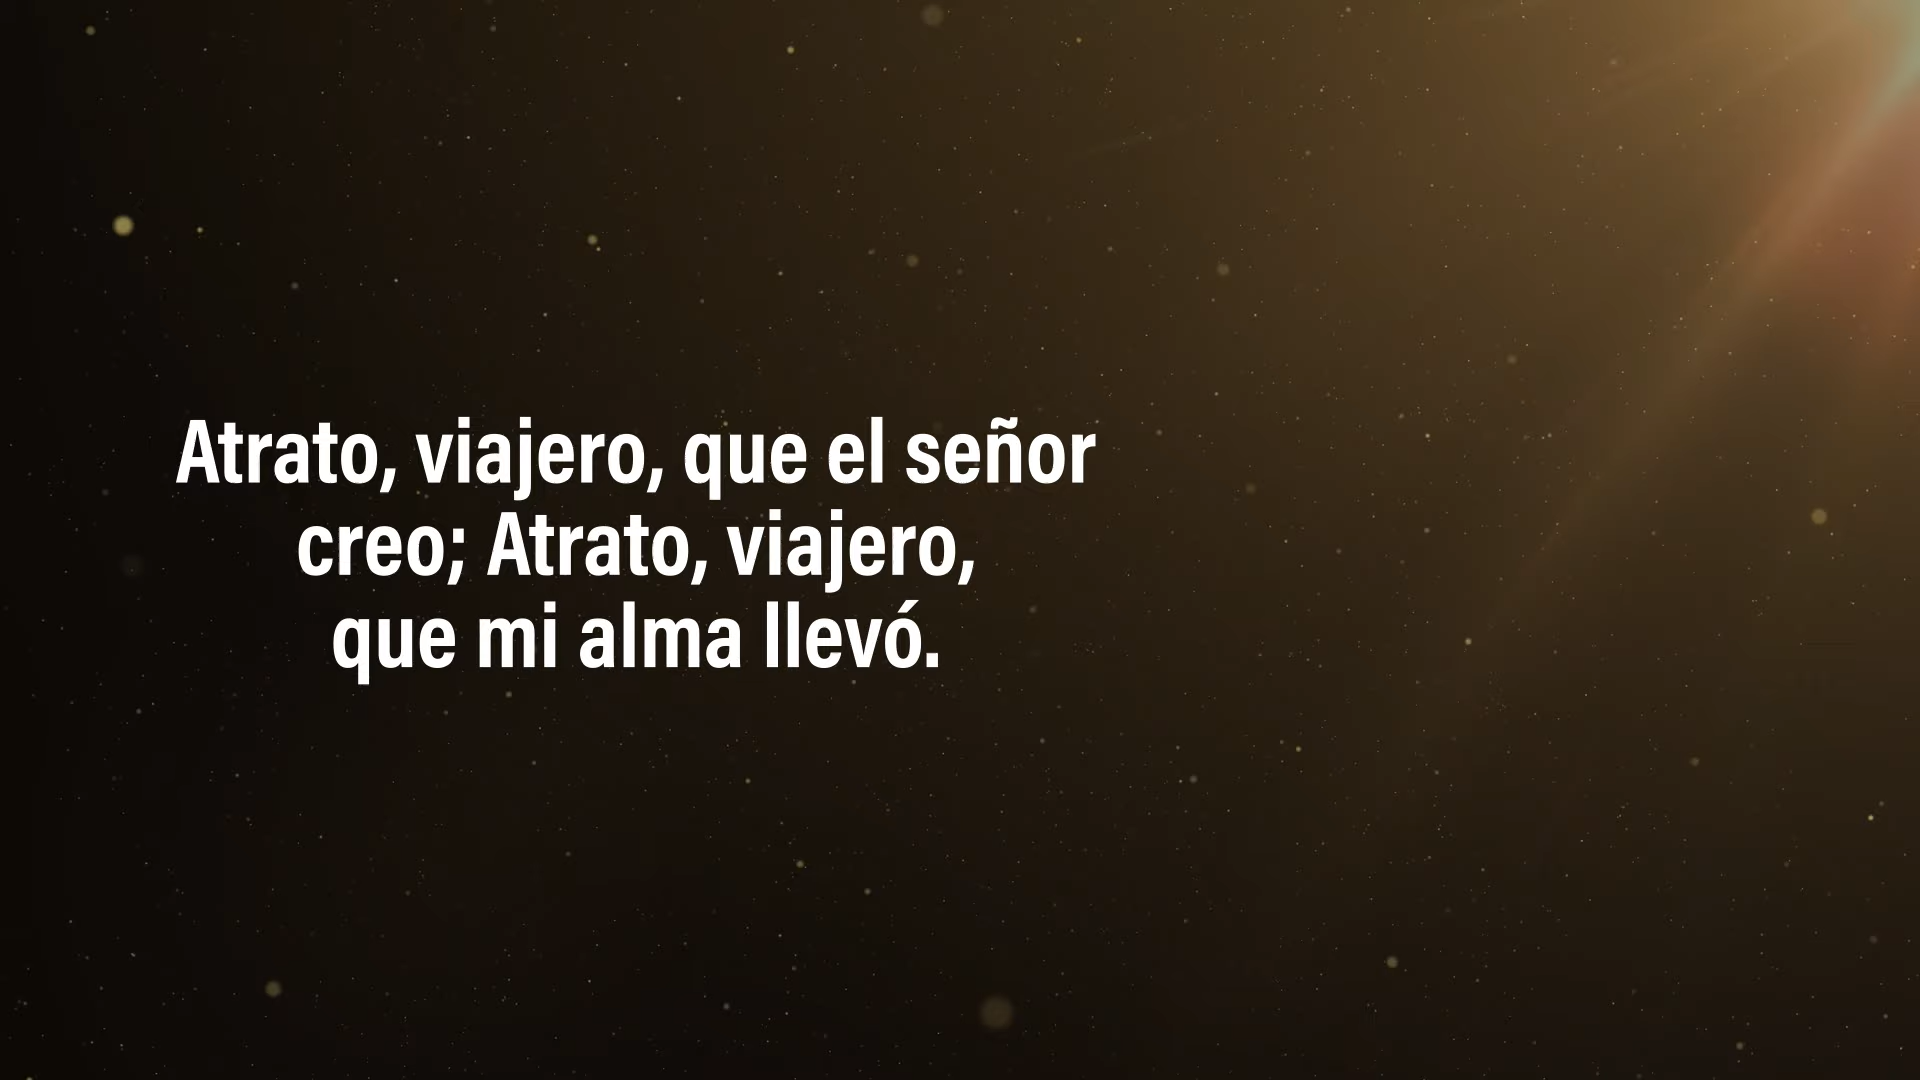 Atrato, viajero, que el señor
creo; Atrato, viajero,
que mi alma llevó.